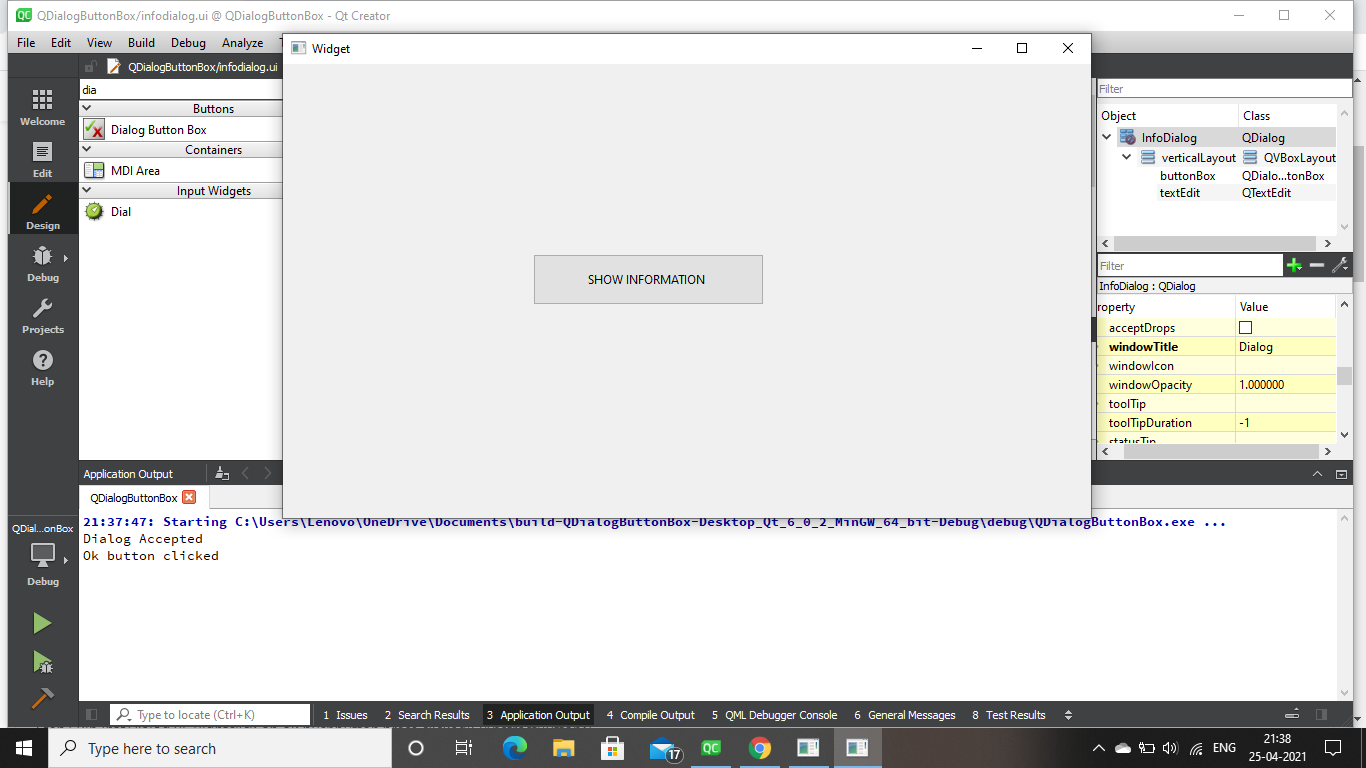 QDialogButtonBox/infodialog.ui @ QDialogButtonBox - Qt Creator
File Edit View Build Debug Analyze
Widget
QDialogButtonBox/infodialog.ui
dia
Buttons
Dialog Button Box
Containers
MDI Area
Input Widgets
Dial
Welcome
Edit
Design
Debug
Projects
Help
SHOW INFORMATION
Filter
Object Class
InfoDialog QDialog
verticalLayout QVBoxLayout
buttonBox QDialo...tonBox
textEdit QTextEdit
Filter
InfoDialog : QDialog
roperty Value
acceptDrops
windowTitle Dialog
windowIcon
windowOpacity 1.000000
toolTip
toolTipDuration -1
statusTip
Application Output
QDialogButtonBox
21:37:47: Starting C:\Users\Lenovo\OneDrive\Documents\build-QDialogButtonBox-Desktop_Qt_6_0_2_MinGW_64_bit-Debug\debug\QDialogButtonBox.exe ...
Dialog Accepted
Ok button clicked
QDial...onBox
Debug
Type to locate (Ctrl+K) 1 Issues 2 Search Results 3 Application Output 4 Compile Output 5 QML Debugger Console 6 General Messages 8 Test Results
Type here to search
QC
17
ENG
21:38
25-04-2021